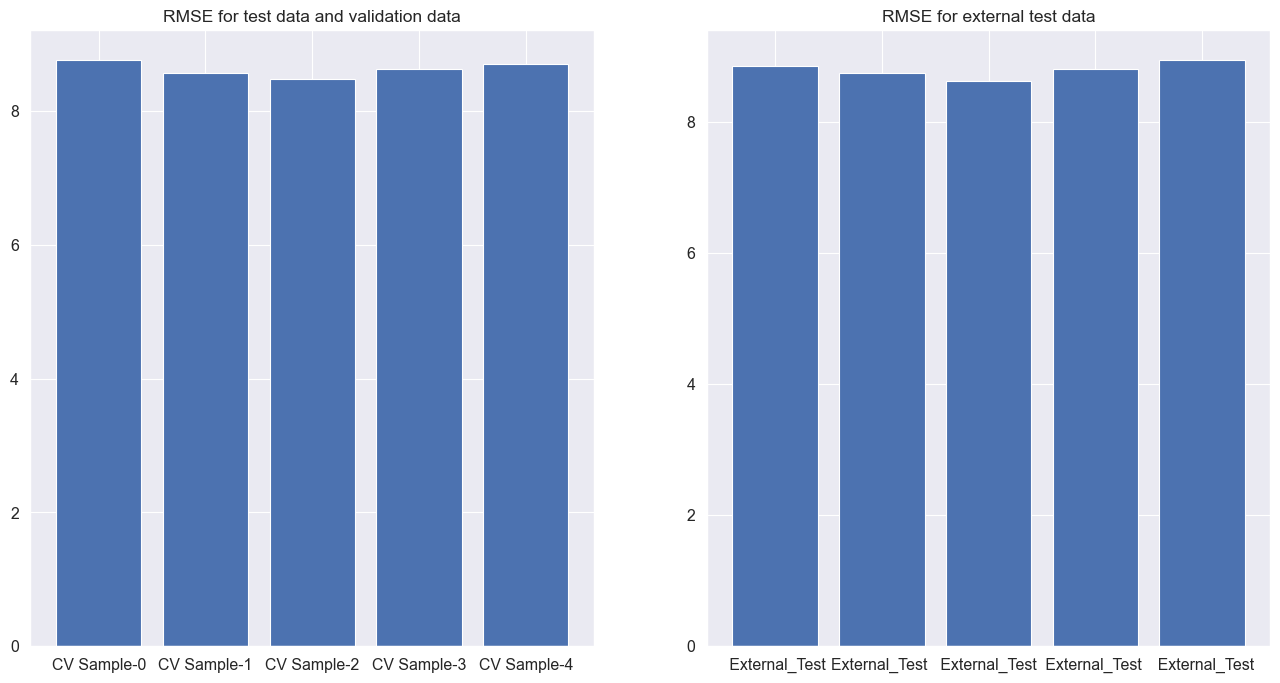 RMSE for test data and validation data
8
6
4
2
0
CV Sample-0 CV Sample-1 CV Sample-2 CV Sample-3 CV Sample-4
RMSE for external test data
8
6
4
2
0
External_Test External_Test External_Test External_Test External_Test